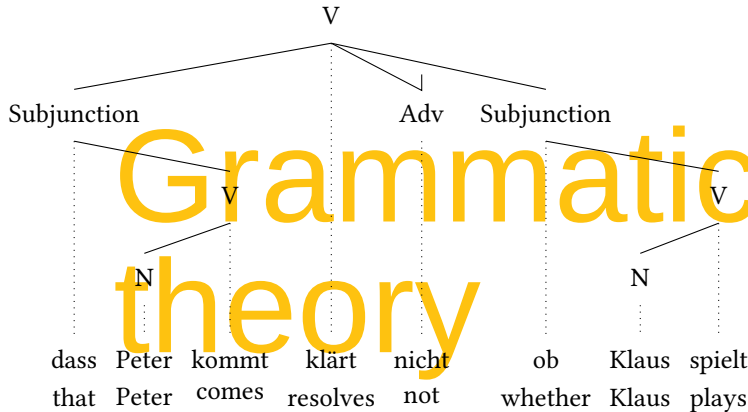 V
Subjunction Adv Subjunction
Grammatic
V V
theory
N N
dass Peter kommt klärt nicht ob Klaus spielt
that Peter comes resolves not whether Klaus plays